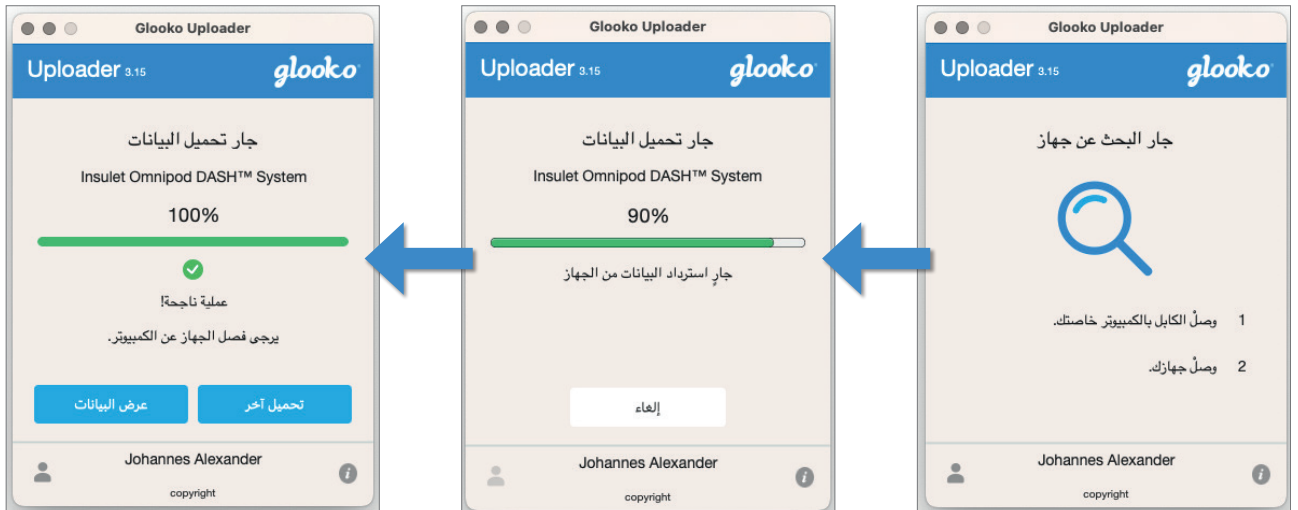 Glooko Uploader
Uploader 3.15 glooko
جار البحث عن جهاز
1 وصلْ الكابل بالكمبيوتر خاصتك.
2 وصلْ جهازك.
Johannes Alexander
copyright
Glooko Uploader
Uploader 3.15 glooko
جار تحميل البيانات
Insulet Omnipod DASH™ System
90%
جارٍ استرداد البيانات من الجهاز
إلغاء
Johannes Alexander
copyright
Glooko Uploader
Uploader 3.15 glooko
جار تحميل البيانات
Insulet Omnipod DASH™ System
100%
عملية ناجحة!
يرجى فصل الجهاز عن الكمبيوتر.
تحميل آخر عرض البيانات
Johannes Alexander
copyright